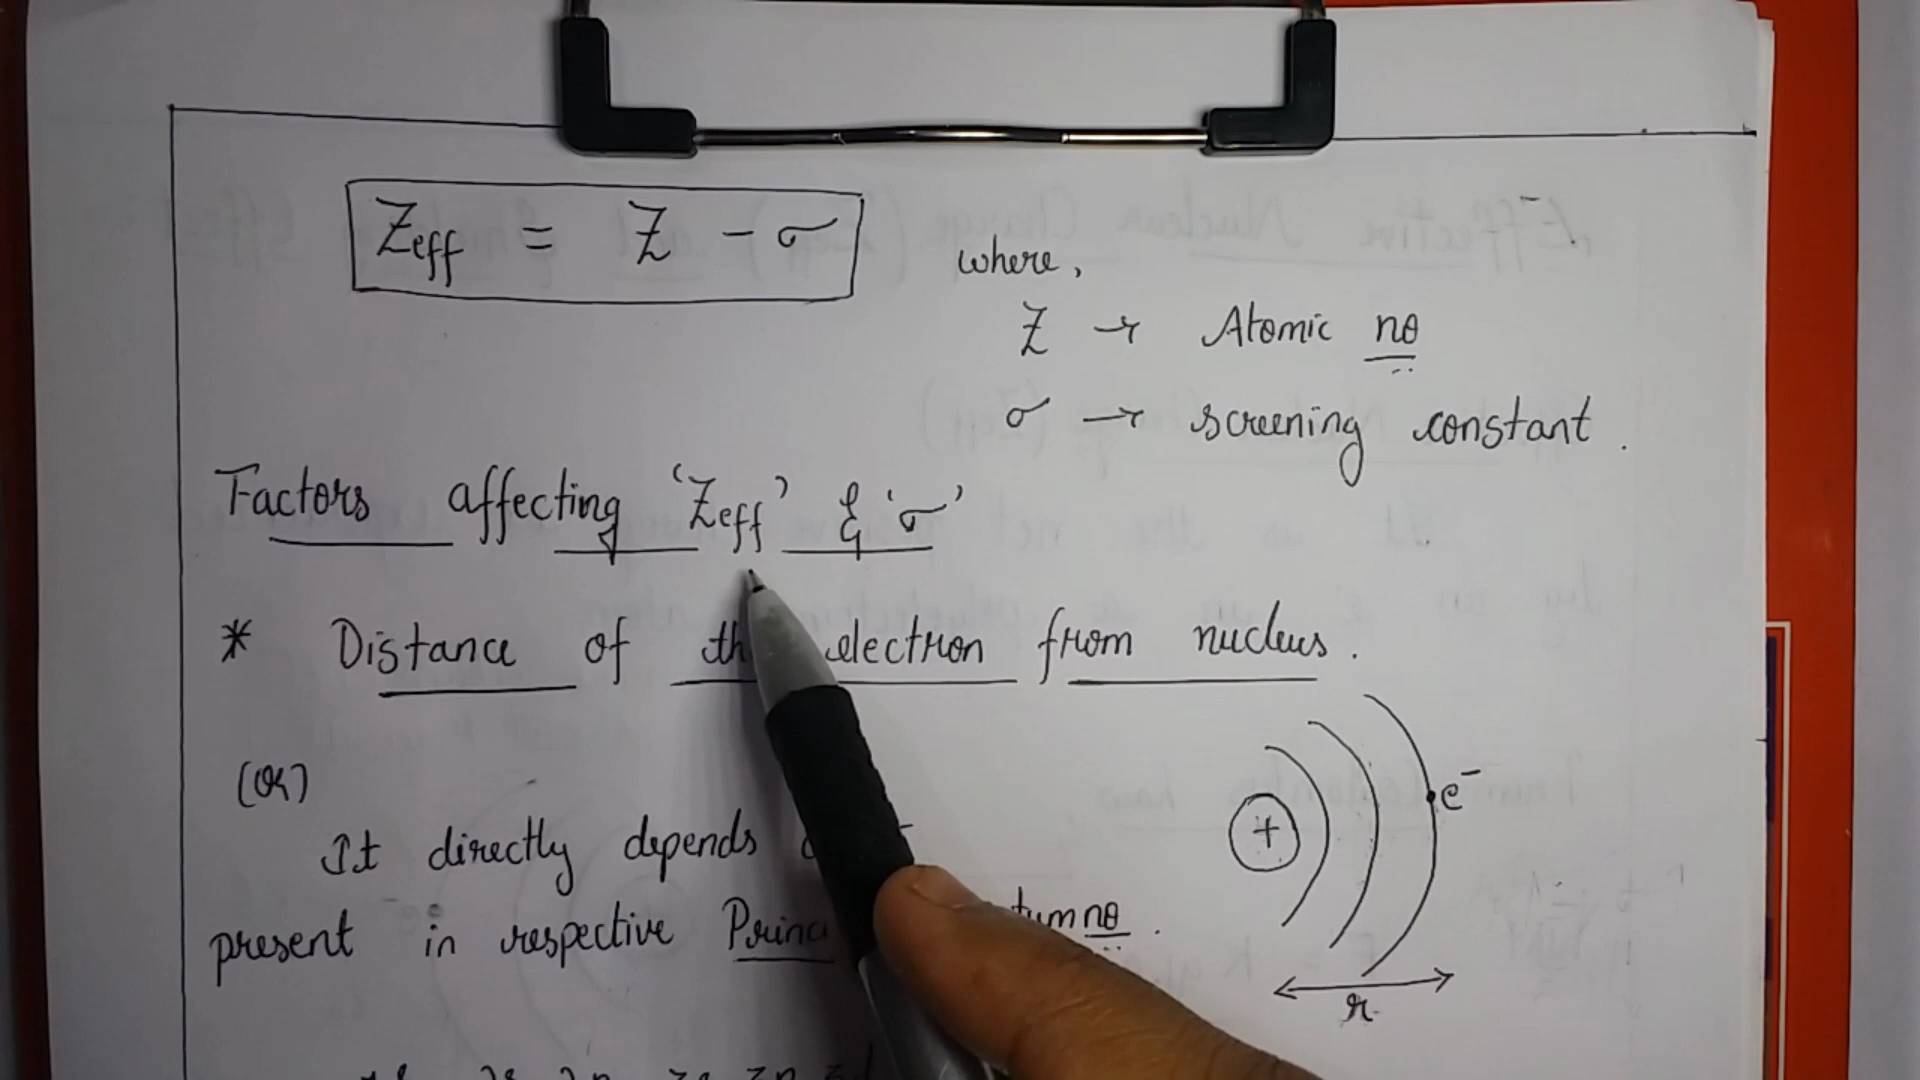 Zeff = Z - σ
where,
Z → Atomic no
σ → screening constant.
Factors affecting 'Zeff' & 'σ'
* Distance of electron from nucleus.
(or)
It directly depends
present in respective no.
+
e⁻
r